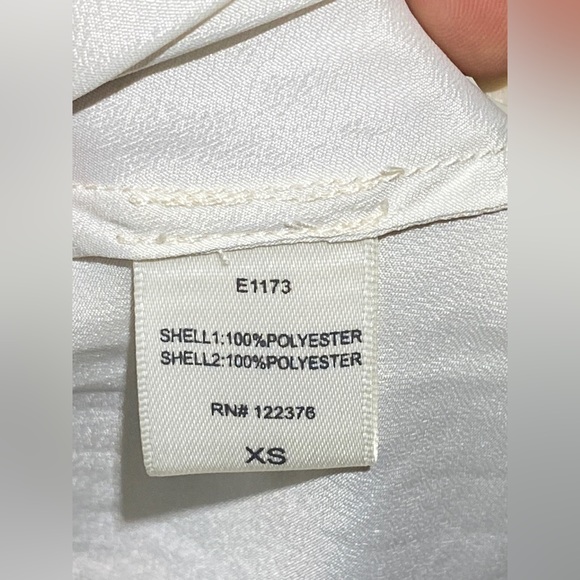 E1173
SHELL1:100%POLYESTER
SHELL2:100%POLYESTER
RN# 122376
XS